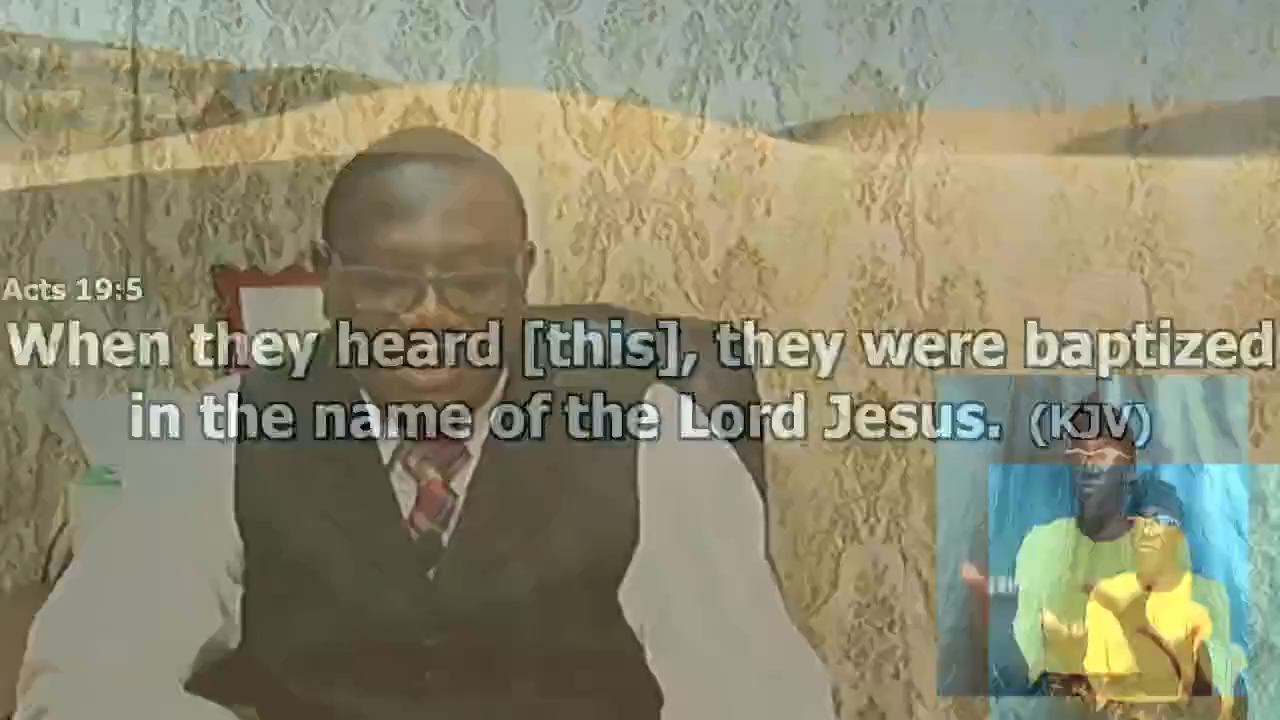 Acts 19:5
When they heard [this], they were baptized
in the name of the Lord Jesus. (KJV)